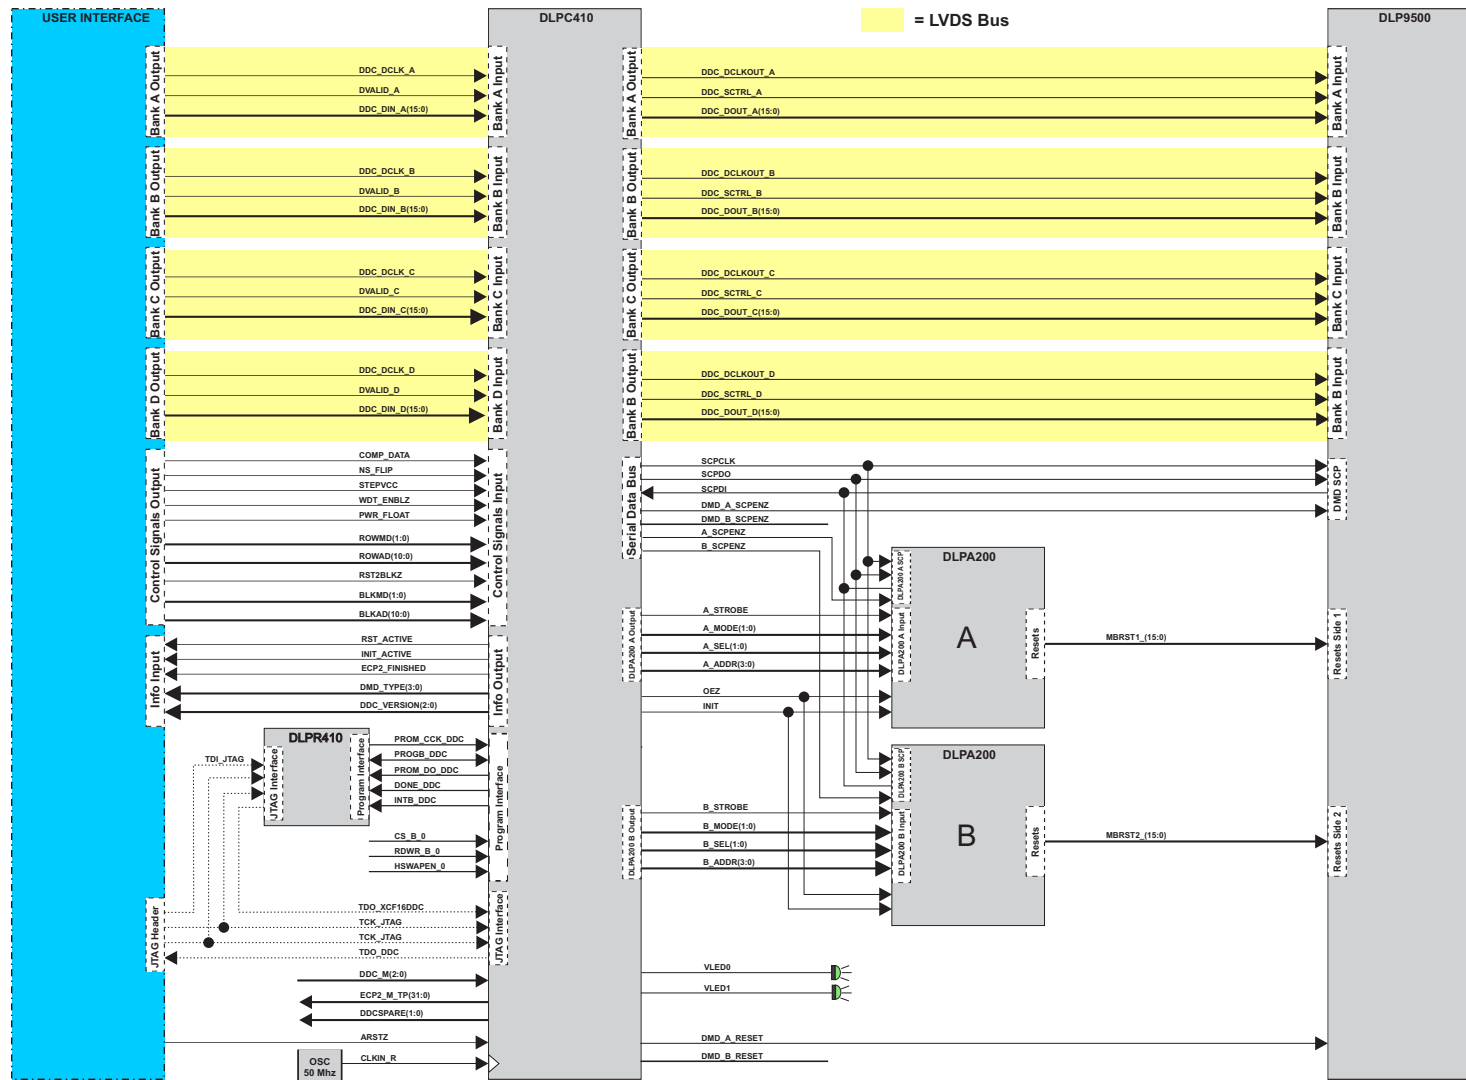 USER INTERFACE
DLPC410
= LVDS Bus
DLP9500
Bank A Output
DDC_DCLK_A
DVALID_A
DDC_DIN_A(15:0)
Bank A Input
Bank A Output
DDC_DCLKOUT_A
DDC_SCTRL_A
DDC_DOUT_A(15:0)
Bank A Input
Bank B Output
DDC_DCLK_B
DVALID_B
DDC_DIN_B(15:0)
Bank B Input
Bank B Output
DDC_DCLKOUT_B
DDC_SCTRL_B
DDC_DOUT_B(15:0)
Bank B Input
Bank C Output
DDC_DCLK_C
DVALID_C
DDC_DIN_C(15:0)
Bank C Input
Bank C Output
DDC_DCLKOUT_C
DDC_SCTRL_C
DDC_DOUT_C(15:0)
Bank C Input
Bank D Output
DDC_DCLK_D
DVALID_D
DDC_DIN_D(15:0)
Bank D Input
Bank B Output
DDC_DCLKOUT_D
DDC_SCTRL_D
DDC_DOUT_D(15:0)
Bank B Input
Control Signals Output
COMP_DATA
NS_FLIP
STEPVCC
WDT_ENBLZ
PWR_FLOAT
ROWMD(1:0)
ROWAD(10:0)
RST2BLKZ
BLKMD(1:0)
BLKAD(10:0)
Control Signals Input
Serial Data Bus
SCPCLK
SCPDO
SCPDI
DMD_A_SCPENZ
DMD_B_SCPENZ
A_SCPENZ
B_SCPENZ
DMD SCP
DLPA200
DLPA200 A SCP
DLPA200 A Output
A_STROBE
A_MODE(1:0)
A_SEL(1:0)
A_ADDR(3:0)
DLPA200 A Input
A
Resets
MBRST1_(15:0)
Resets Side 1
OEZ
INIT
Info Input
RST_ACTIVE
INIT_ACTIVE
ECP2_FINISHED
DMD_TYPE(3:0)
DDC_VERSION(2:0)
Info Output
DLPR410
TDI_JTAG
JTAG Interface
Program Interface
PROM_CCK_DDC
PROGB_DDC
PROM_DO_DDC
DONE_DDC
INTB_DDC
CS_B_0
RDWR_B_0
HSWAPEN_0
Program Interface
DLPA200
DLPA200 B SCP
DLPA200 B Output
B_STROBE
B_MODE(1:0)
B_SEL(1:0)
B_ADDR(3:0)
DLPA200 B Input
B
Resets
MBRST2_(15:0)
Resets Side 2
JTAG Header
TDO_XCF16DDC
TCK_JTAG
TCK_JTAG
TDO_DDC
JTAG Interface
DDC_M(2:0)
ECP2_M_TP(31:0)
DDCSPARE(1:0)
VLED0
VLED1
ARSTZ
OSC
50 Mhz
CLKIN_R
DMD_A_RESET
DMD_B_RESET